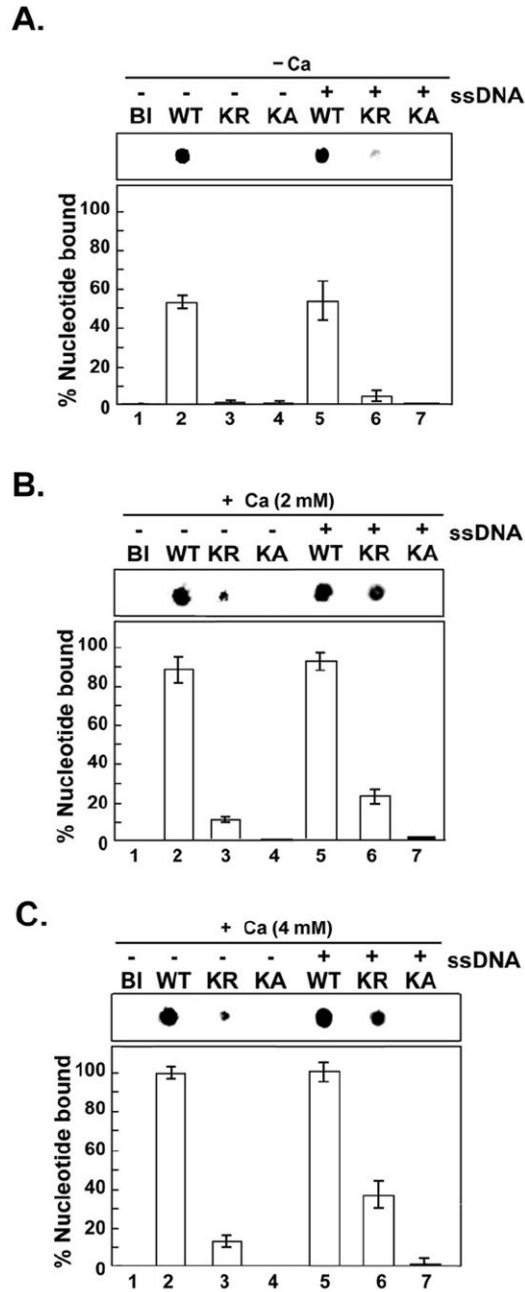 A.
– Ca
- - - - + + + ssDNA
BI WT KR KA WT KR KA
% Nucleotide bound
100
80
60
40
20
0
1 2 3 4 5 6 7
B.
+ Ca (2 mM)
- - - - + + + ssDNA
BI WT KR KA WT KR KA
% Nucleotide bound
100
80
60
40
20
0
1 2 3 4 5 6 7
C.
+ Ca (4 mM)
- - - - + + + ssDNA
BI WT KR KA WT KR KA
% Nucleotide bound
100
80
60
40
20
0
1 2 3 4 5 6 7